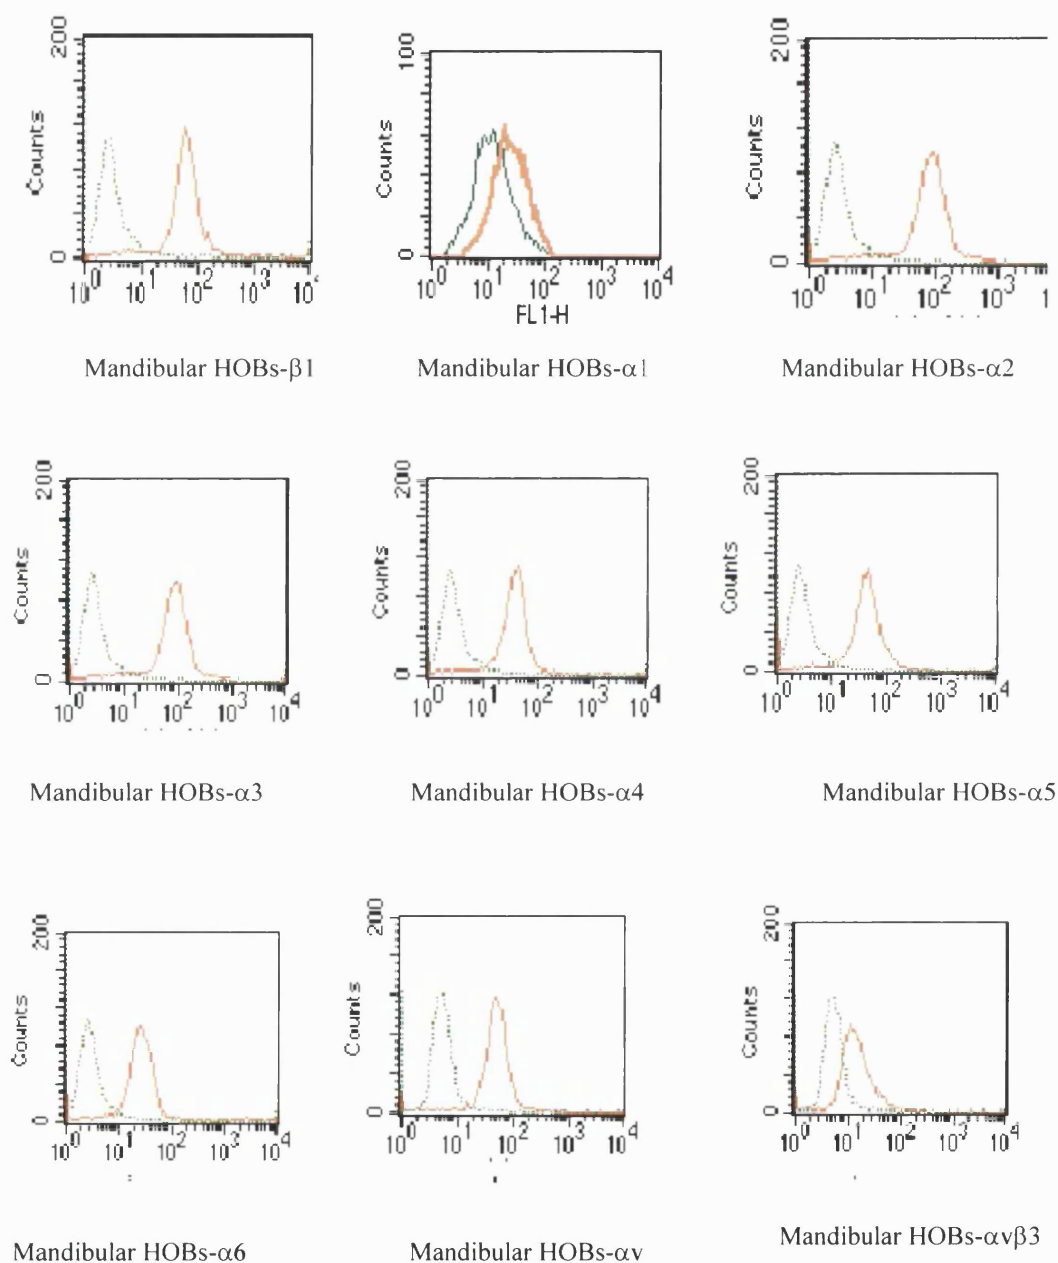 200
Counts
0
10⁰ 10¹ 10² 10³ 10
Mandibular HOBs-β1
100
Counts
0
10⁰ 10¹ 10² 10³ 10⁴
FL1-H
Mandibular HOBs-α1
200
Counts
0
10⁰ 10¹ 10² 10³ 1
Mandibular HOBs-α2
200
Counts
0
10⁰ 10¹ 10² 10³ 10⁴
Mandibular HOBs-α3
200
Counts
0
10⁰ 10¹ 10² 10³ 10⁴
Mandibular HOBs-α4
200
Counts
0
10⁰ 10¹ 10² 10³ 10⁴
Mandibular HOBs-α5
200
Counts
0
10⁰ 10¹ 10² 10³ 10⁴
Mandibular HOBs-α6
200
Counts
0
10⁰ 10¹ 10² 10³ 10⁴
Mandibular HOBs-αv
200
Counts
0
10⁰ 10¹ 10² 10³ 10⁴
Mandibular HOBs-αvβ3